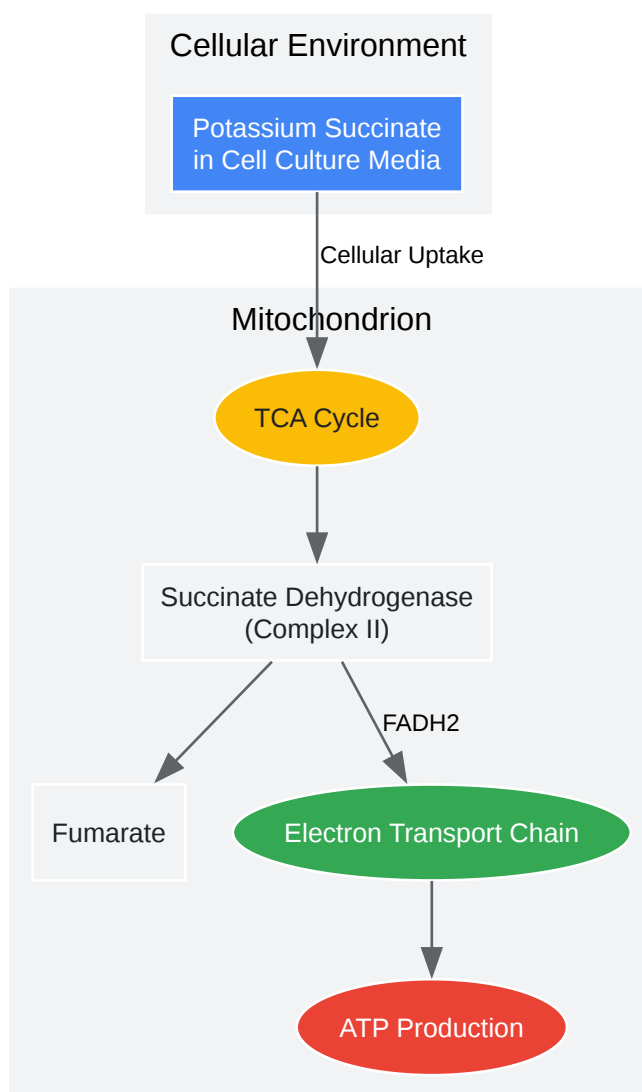 Cellular Environment
Potassium Succinate
in Cell Culture Media
Cellular Uptake
Mitochondrion
TCA Cycle
Succinate Dehydrogenase
(Complex II)
FADH2
Fumarate
Electron Transport Chain
ATP Production